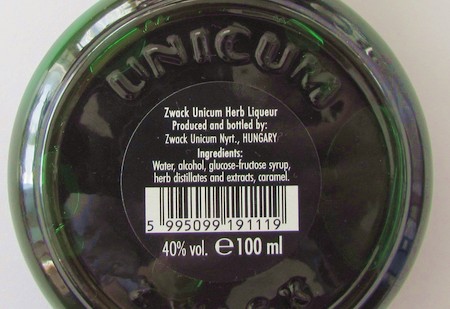 UNICUM
Zwack Unicum Herb Liqueur
Produced and bottled by:
Zwack Unicum Nyrt., HUNGARY
Ingredients:
Water, alcohol, glucose-fructose syrup,
herb distillates and extracts, caramel.
5 995099 191119
40% vol. ℮ 100 ml